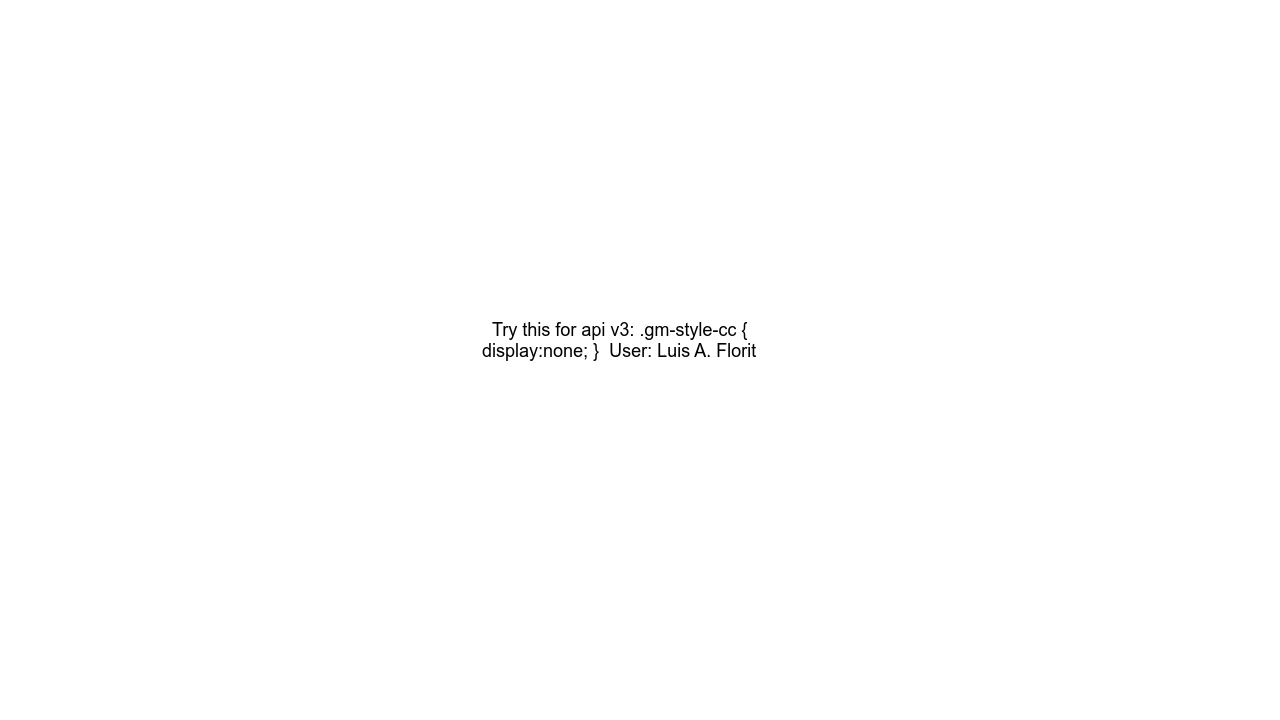 Try this for api v3: .gm-style-cc {
display:none; }  User: Luis A. Florit